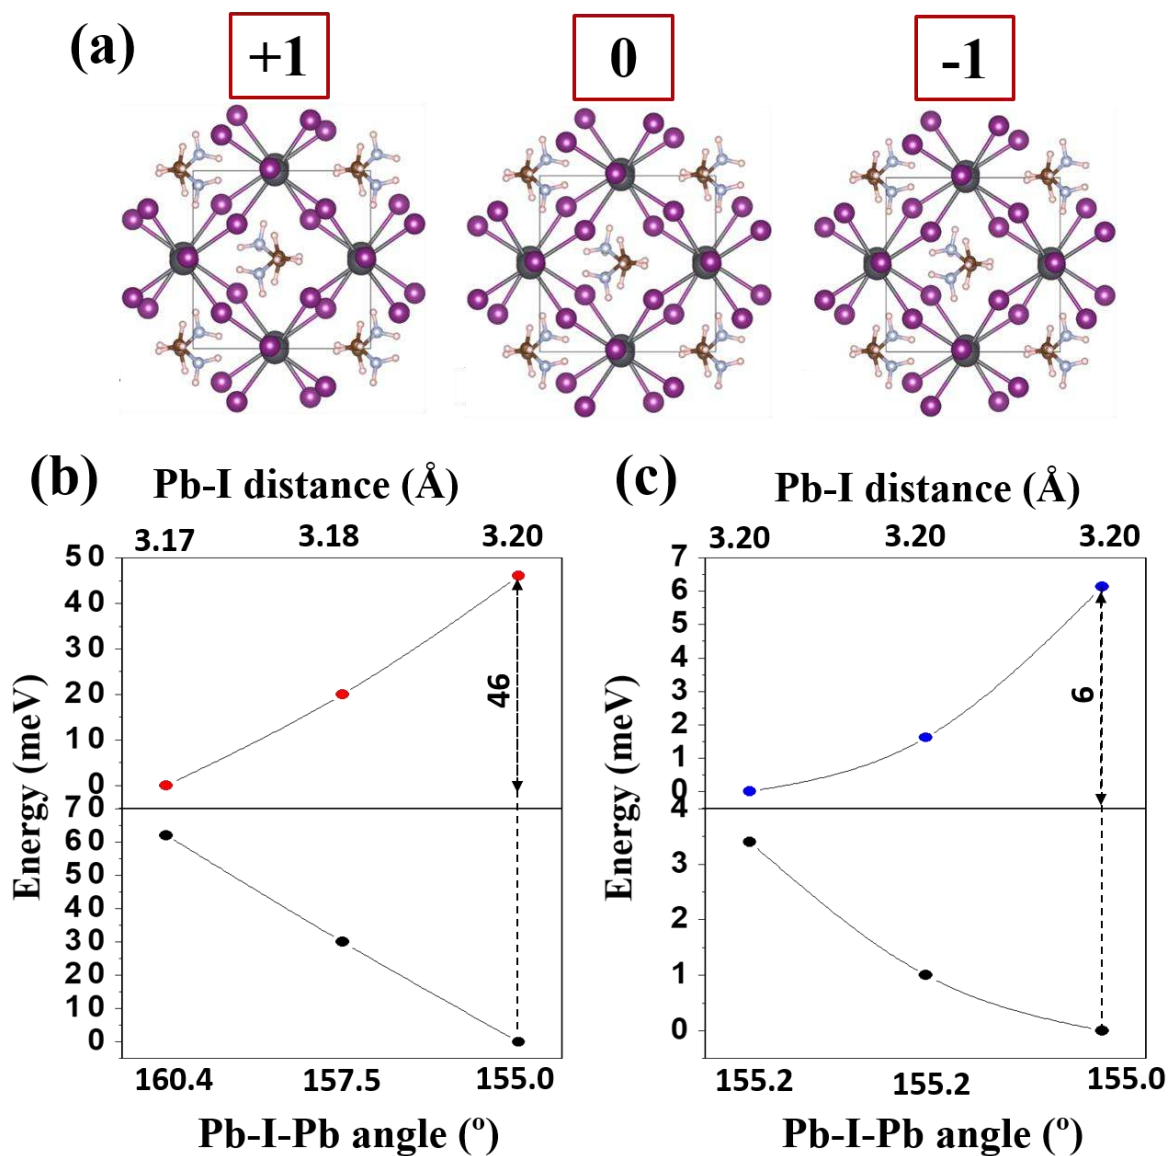 (a)
+1
0
-1
(b)
Pb-I distance (Å)
3.17 3.18 3.20
50
40
30
20
10
0
70
60
50
40
30
20
10
0
Energy (meV)
46
160.4 157.5 155.0
Pb-I-Pb angle (º)
(c)
Pb-I distance (Å)
3.20 3.20 3.20
7
6
5
4
3
2
1
0
4
3
2
1
0
Energy (meV)
6
155.2 155.2 155.0
Pb-I-Pb angle (º)